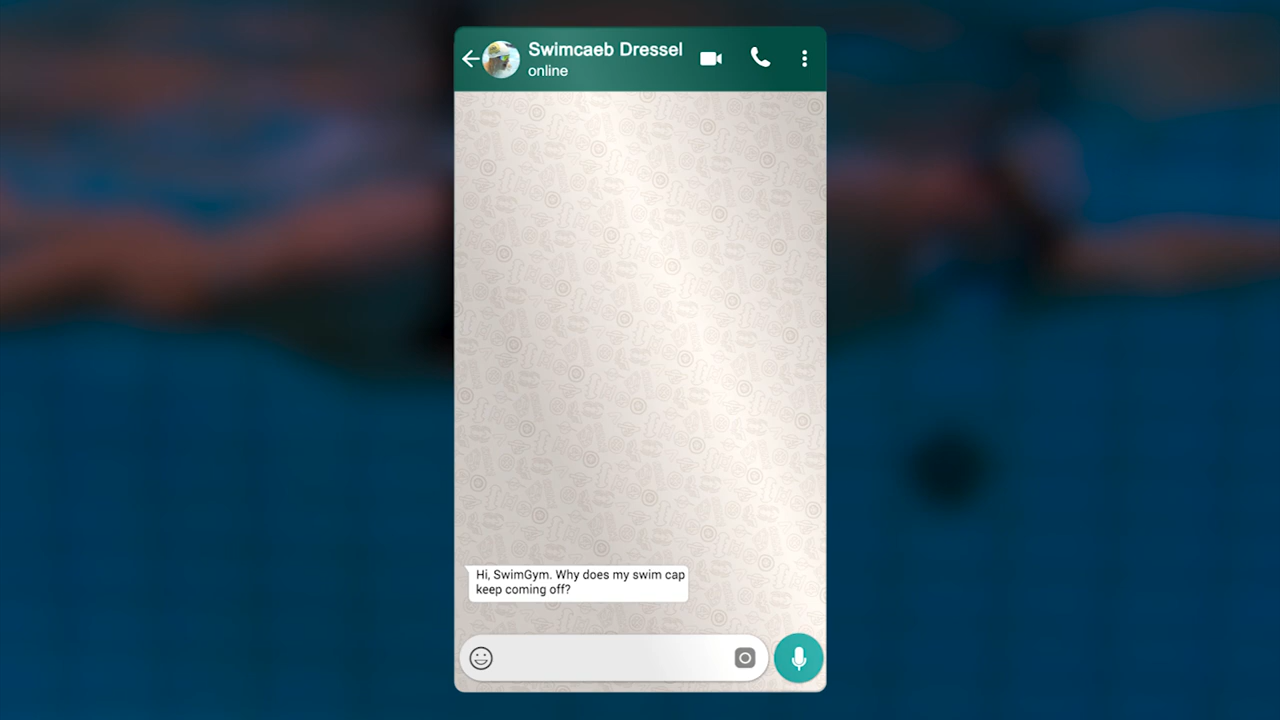 Swimcaeb Dressel
online
Hi, SwimGym. Why does my swim cap
keep coming off?